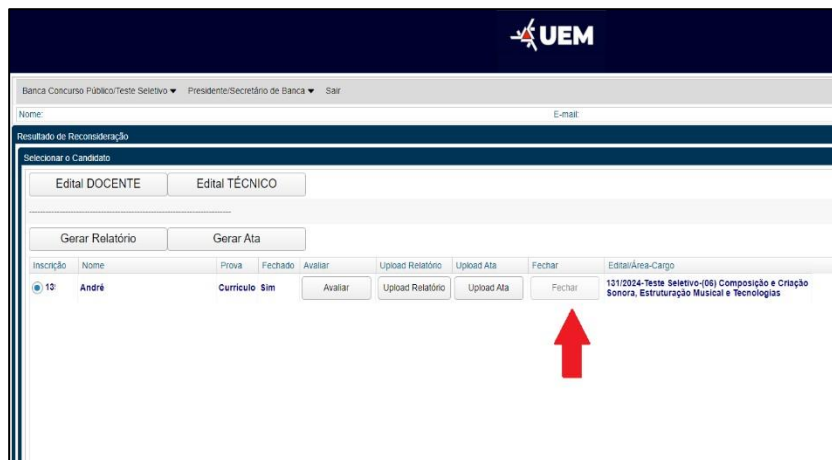 UEM
Banca Concurso Público/Teste Seletivo Presidente/Secretário de Banca Sair
Nome: E-mail:
Resultado de Reconsideração
Selecionar o Candidato
Edital DOCENTE Edital TÉCNICO
Gerar Relatório Gerar Ata
Inscrição Nome Prova Fechado Avaliar Upload Relatório Upload Ata Fechar Edital/Área-Cargo
13 André Currículo Sim Avaliar Upload Relatório Upload Ata Fechar 131/2024-Teste Seletivo-(06) Composição e Criação
Sonora, Estruturação Musical e Tecnologias